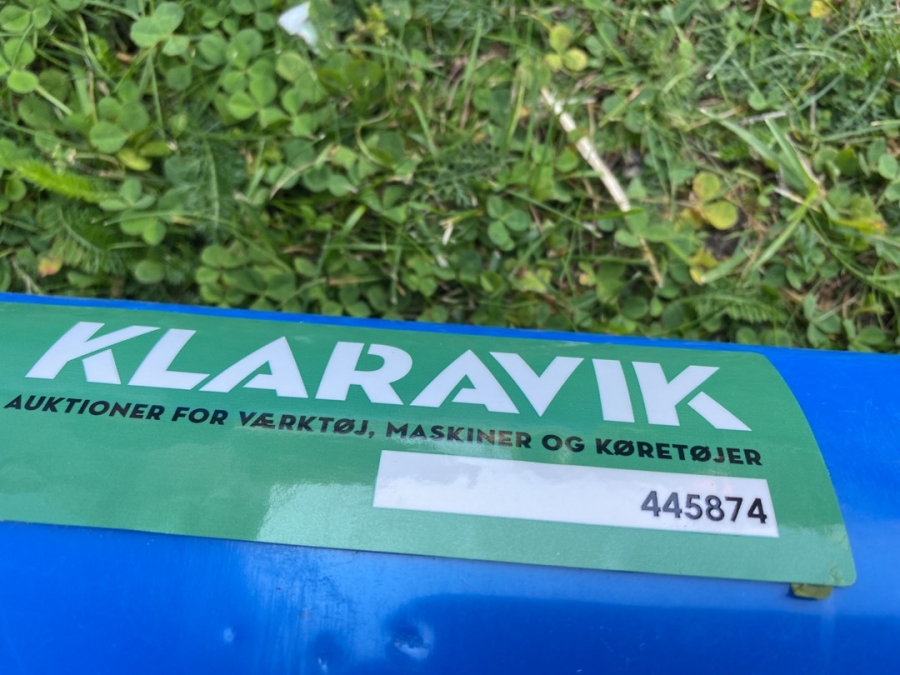 KLARAVIK
AUKTIONER FOR VÆRKTØJ, MASKINER OG KØRETØJER
445874